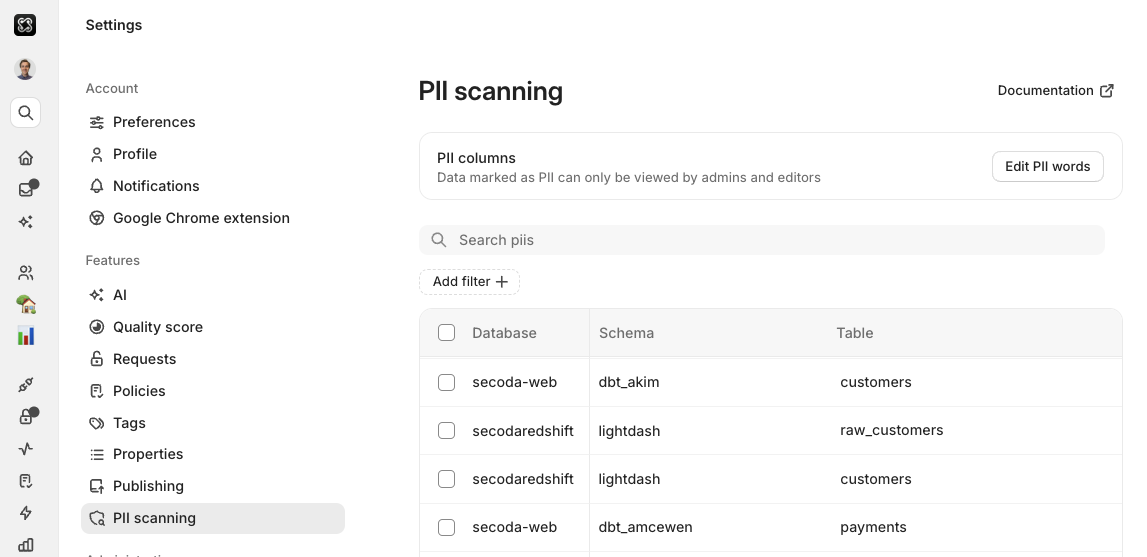 Settings
Account
Preferences
Profile
Notifications
Google Chrome extension
Features
AI
Quality score
Requests
Policies
Tags
Properties
Publishing
PII scanning
PII scanning
Documentation
PII columns
Data marked as PII can only be viewed by admins and editors
Edit PII words
Search piis
Add filter
Database Schema Table
secoda-web dbt_akim customers
secodaredshift lightdash raw_customers
secodaredshift lightdash customers
secoda-web dbt_amcewen payments